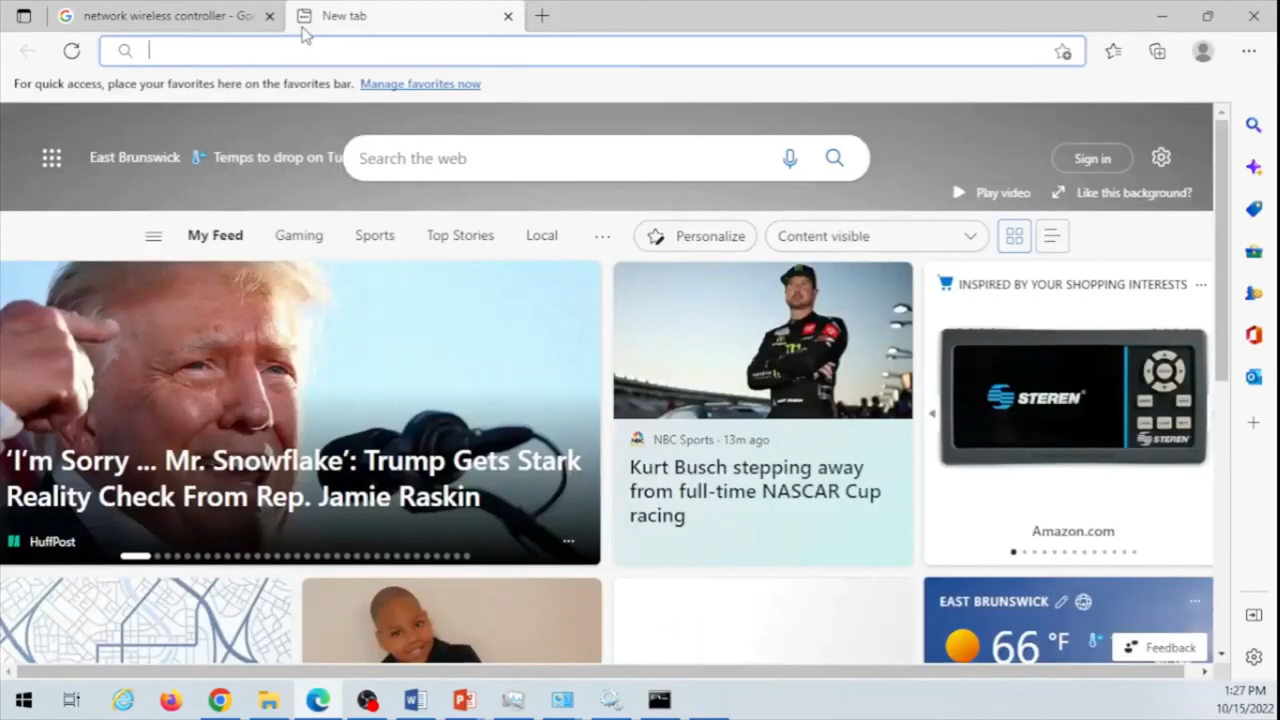 network wireless controller - Go
New tab
For quick access, place your favorites here on the favorites bar. Manage favorites now
East Brunswick Temps to drop on Tu
Search the web
Sign in
Play video Like this background?
My Feed Gaming Sports Top Stories Local ... Personalize Content visible
'I'm Sorry ... Mr. Snowflake': Trump Gets Stark
Reality Check From Rep. Jamie Raskin
HuffPost
NBC Sports · 13m ago
Kurt Busch stepping away
from full-time NASCAR Cup
racing
INSPIRED BY YOUR SHOPPING INTERESTS
STEREN
STEREN
Amazon.com
EAST BRUNSWICK
66 °F
Feedback
1:27 PM
10/15/2022